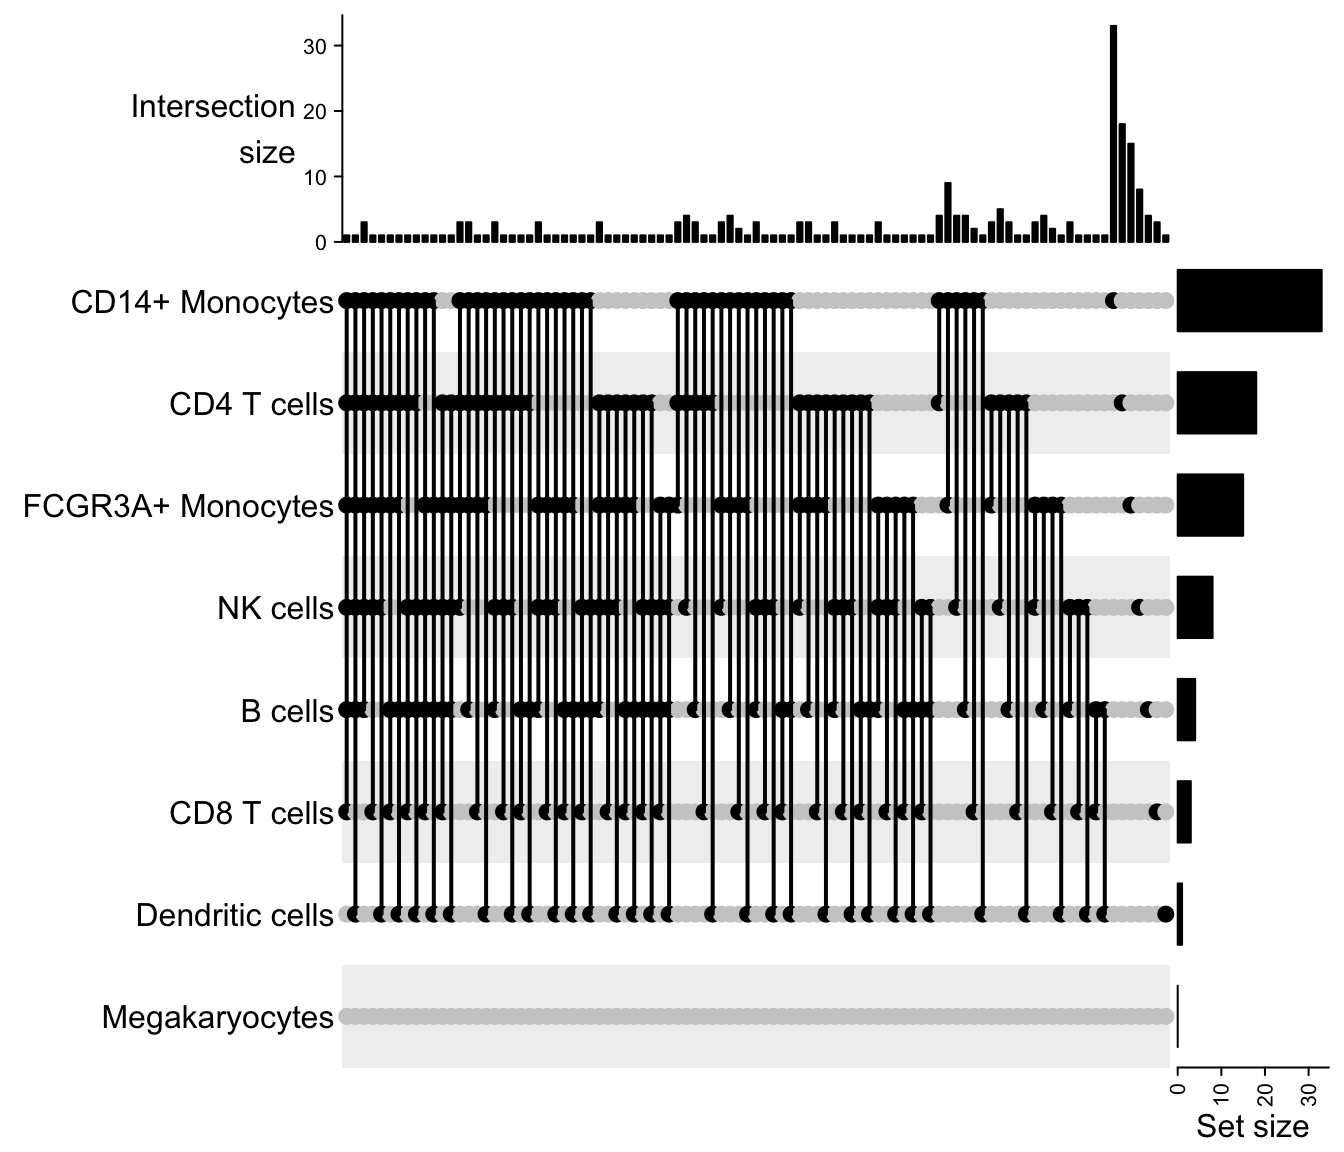 30
Intersection 20
size
10
0
CD14+ Monocytes
CD4 T cells
FCGR3A+ Monocytes
NK cells
B cells
CD8 T cells
Dendritic cells
Megakaryocytes
0 10 20 30
Set size